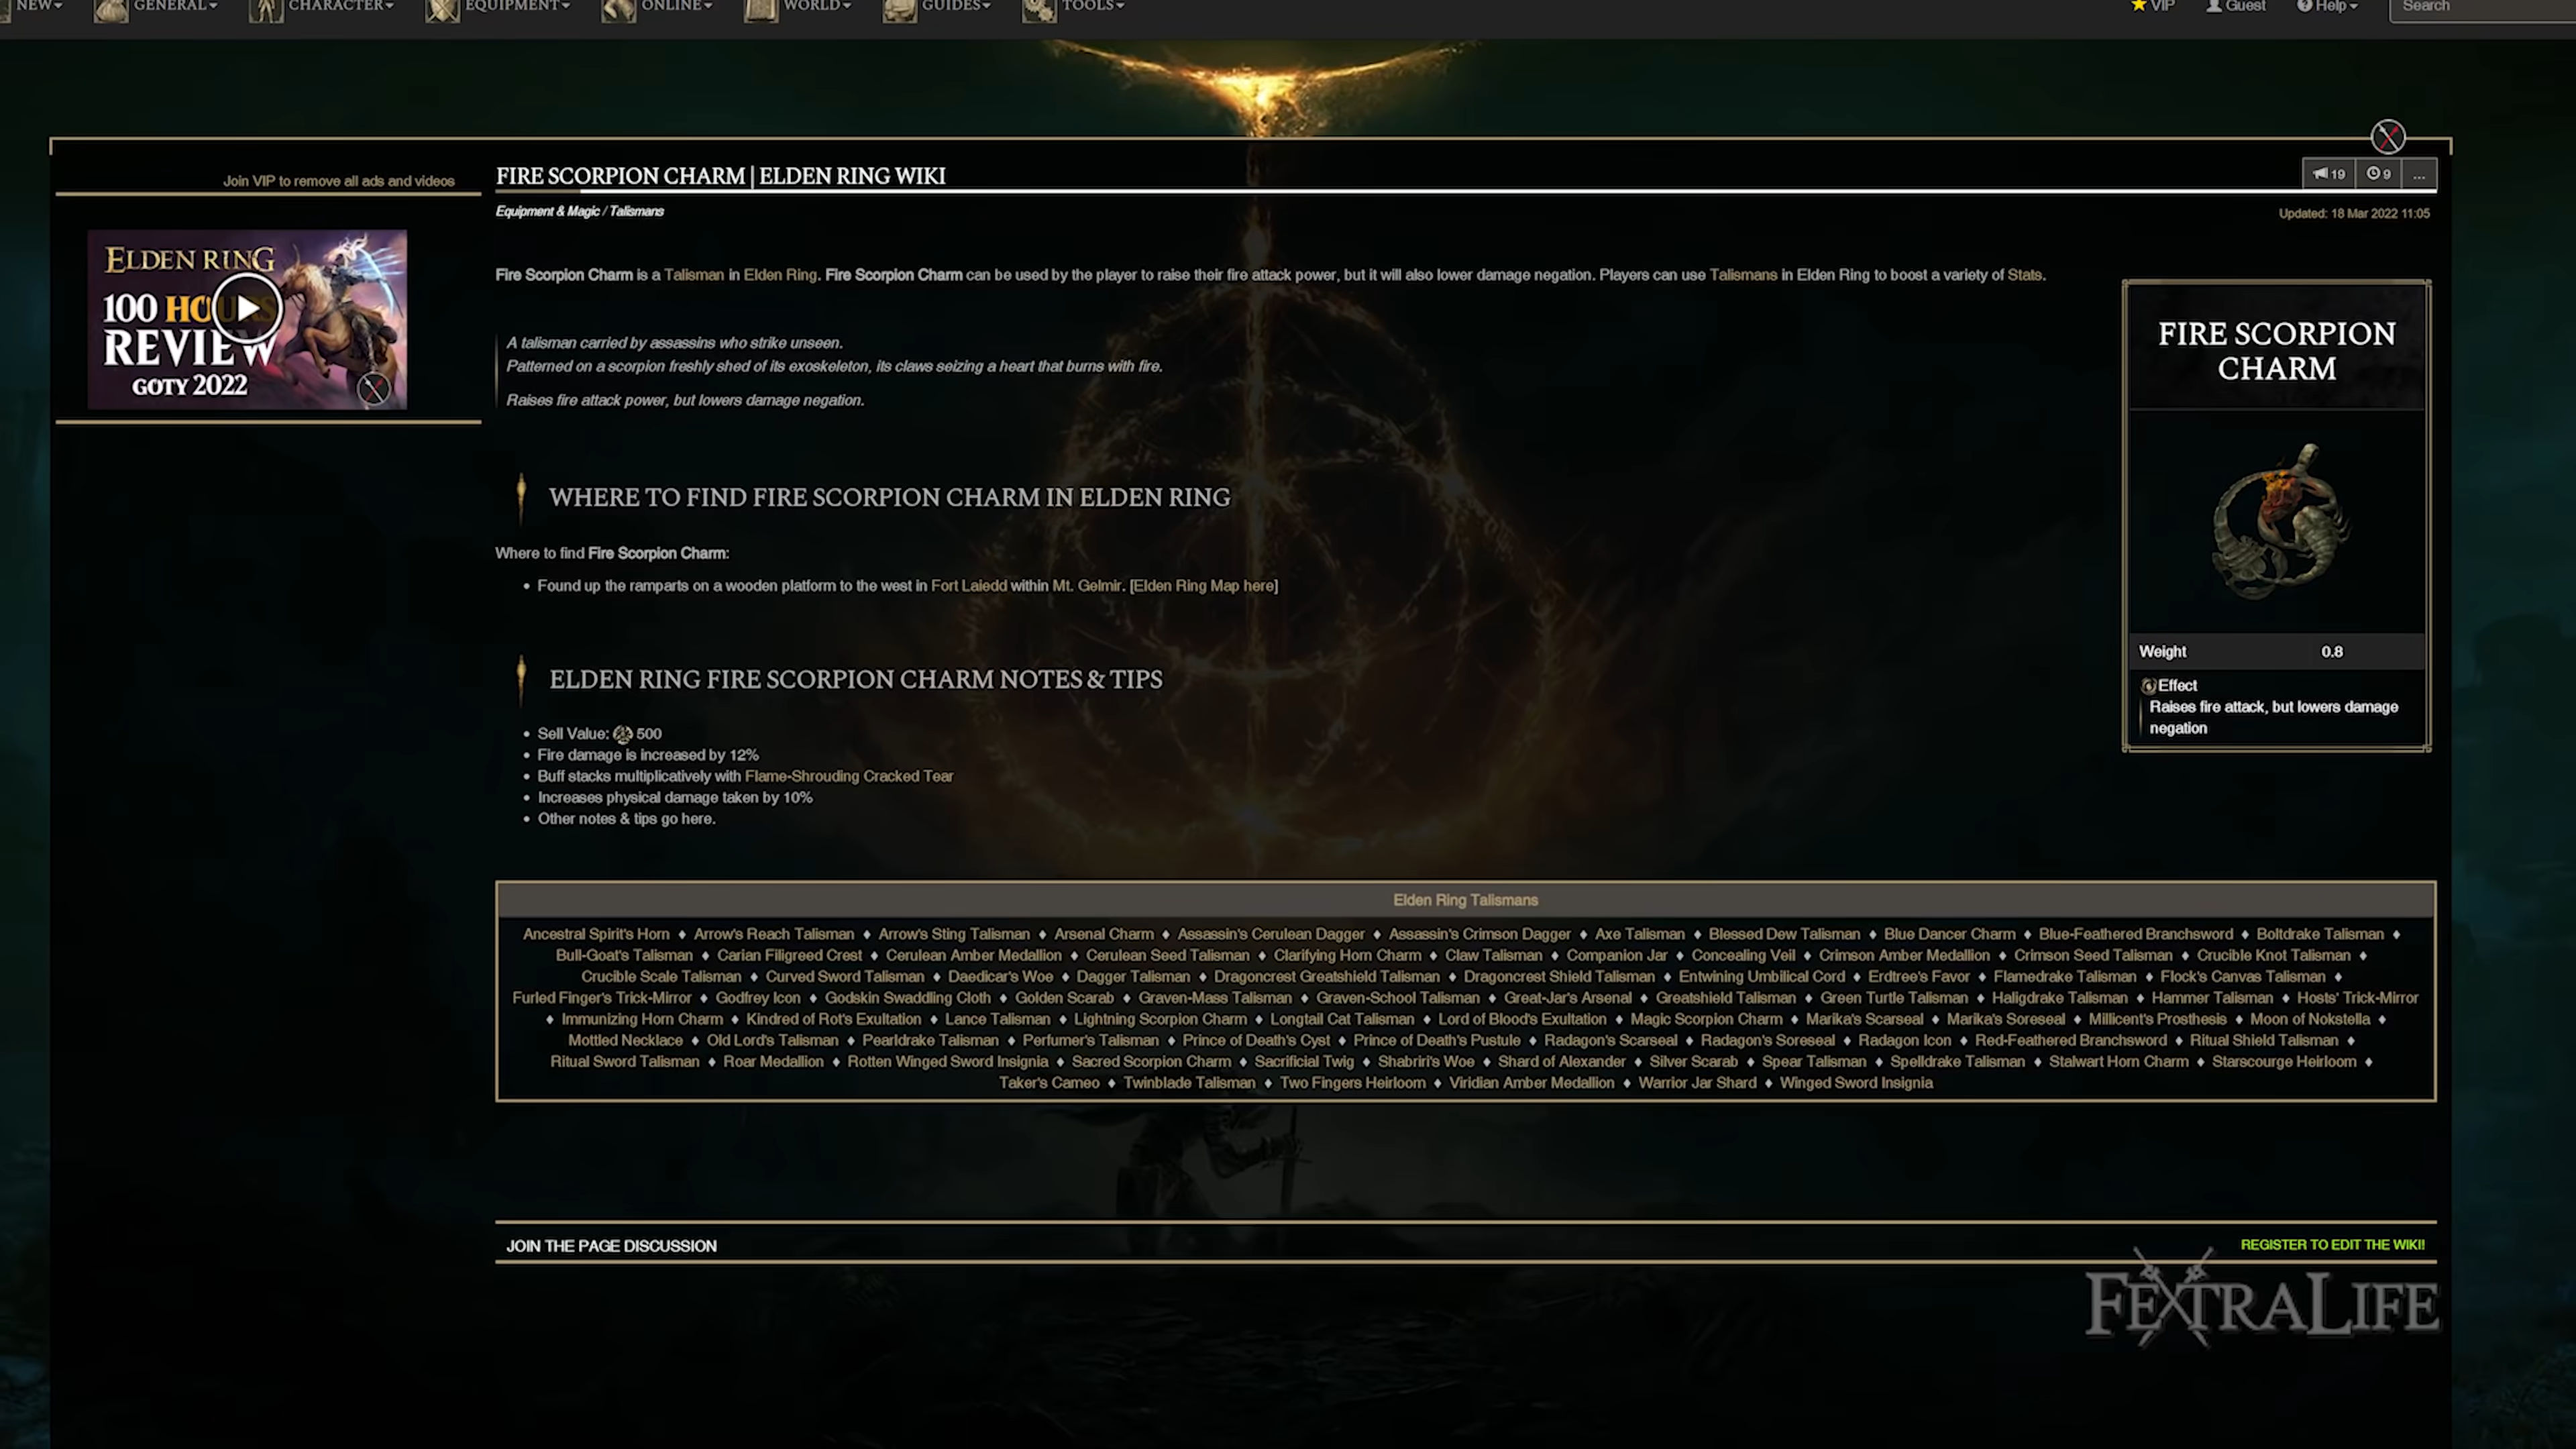 NEW GENERAL CHARACTER EQUIPMENT ONLINE WORLD GUIDES TOOLS VIP Guest Help Search
Join VIP to remove all ads and videos
ELDEN RING
100 HOURS
REVIEW
GOTY 2022
FIRE SCORPION CHARM | ELDEN RING WIKI
19 9 ...
Equipment & Magic / Talismans
Updated: 18 Mar 2022 11:05
Fire Scorpion Charm is a Talisman in Elden Ring. Fire Scorpion Charm can be used by the player to raise their fire attack power, but it will also lower damage negation. Players can use Talismans in Elden Ring to boost a variety of Stats.
A talisman carried by assassins who strike unseen.
Patterned on a scorpion freshly shed of its exoskeleton, its claws seizing a heart that burns with fire.
Raises fire attack power, but lowers damage negation.
WHERE TO FIND FIRE SCORPION CHARM IN ELDEN RING
Where to find Fire Scorpion Charm:
• Found up the ramparts on a wooden platform to the west in Fort Laiedd within Mt. Gelmir. [Elden Ring Map here]
ELDEN RING FIRE SCORPION CHARM NOTES & TIPS
• Sell Value: 500
• Fire damage is increased by 12%
• Buff stacks multiplicatively with Flame-Shrouding Cracked Tear
• Increases physical damage taken by 10%
• Other notes & tips go here.
FIRE SCORPION
CHARM
Weight 0.8
Effect
Raises fire attack, but lowers damage
negation
Elden Ring Talismans
Ancestral Spirit's Horn ♦ Arrow's Reach Talisman ♦ Arrow's Sting Talisman ♦ Arsenal Charm ♦ Assassin's Cerulean Dagger ♦ Assassin's Crimson Dagger ♦ Axe Talisman ♦ Blessed Dew Talisman ♦ Blue Dancer Charm ♦ Blue-Feathered Branchsword ♦ Boltdrake Talisman ♦
Bull-Goat's Talisman ♦ Carian Filigreed Crest ♦ Cerulean Amber Medallion ♦ Cerulean Seed Talisman ♦ Clarifying Horn Charm ♦ Claw Talisman ♦ Companion Jar ♦ Concealing Veil ♦ Crimson Amber Medallion ♦ Crimson Seed Talisman ♦ Crucible Knot Talisman ♦
Crucible Scale Talisman ♦ Curved Sword Talisman ♦ Daedicar's Woe ♦ Dagger Talisman ♦ Dragoncrest Greatshield Talisman ♦ Dragoncrest Shield Talisman ♦ Entwining Umbilical Cord ♦ Erdtree's Favor ♦ Flamedrake Talisman ♦ Flock's Canvas Talisman ♦
Furled Finger's Trick-Mirror ♦ Godfrey Icon ♦ Godskin Swaddling Cloth ♦ Golden Scarab ♦ Graven-Mass Talisman ♦ Graven-School Talisman ♦ Great-Jar's Arsenal ♦ Greatshield Talisman ♦ Green Turtle Talisman ♦ Haligdrake Talisman ♦ Hammer Talisman ♦ Hosts' Trick-Mirror
♦ Immunizing Horn Charm ♦ Kindred of Rot's Exultation ♦ Lance Talisman ♦ Lightning Scorpion Charm ♦ Longtail Cat Talisman ♦ Lord of Blood's Exultation ♦ Magic Scorpion Charm ♦ Marika's Scarseal ♦ Marika's Soreseal ♦ Millicent's Prosthesis ♦ Moon of Nokstella ♦
Mottled Necklace ♦ Old Lord's Talisman ♦ Pearldrake Talisman ♦ Perfumer's Talisman ♦ Prince of Death's Cyst ♦ Prince of Death's Pustule ♦ Radagon's Scarseal ♦ Radagon's Soreseal ♦ Radagon Icon ♦ Red-Feathered Branchsword ♦ Ritual Shield Talisman ♦
Ritual Sword Talisman ♦ Roar Medallion ♦ Rotten Winged Sword Insignia ♦ Sacred Scorpion Charm ♦ Sacrificial Twig ♦ Shabriri's Woe ♦ Shard of Alexander ♦ Silver Scarab ♦ Spear Talisman ♦ Spelldrake Talisman ♦ Stalwart Horn Charm ♦ Starscourge Heirloom ♦
Taker's Cameo ♦ Twinblade Talisman ♦ Two Fingers Heirloom ♦ Viridian Amber Medallion ♦ Warrior Jar Shard ♦ Winged Sword Insignia
JOIN THE PAGE DISCUSSION
REGISTER TO EDIT THE WIKI!
FEXTRALIFE